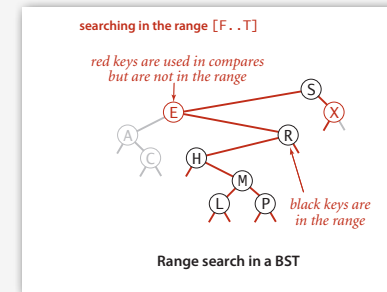 searching in the range [F..T]
red keys are used in compares
but are not in the range
S
E
X
A
R
C
H
M
L
P
black keys are
in the range
Range search in a BST